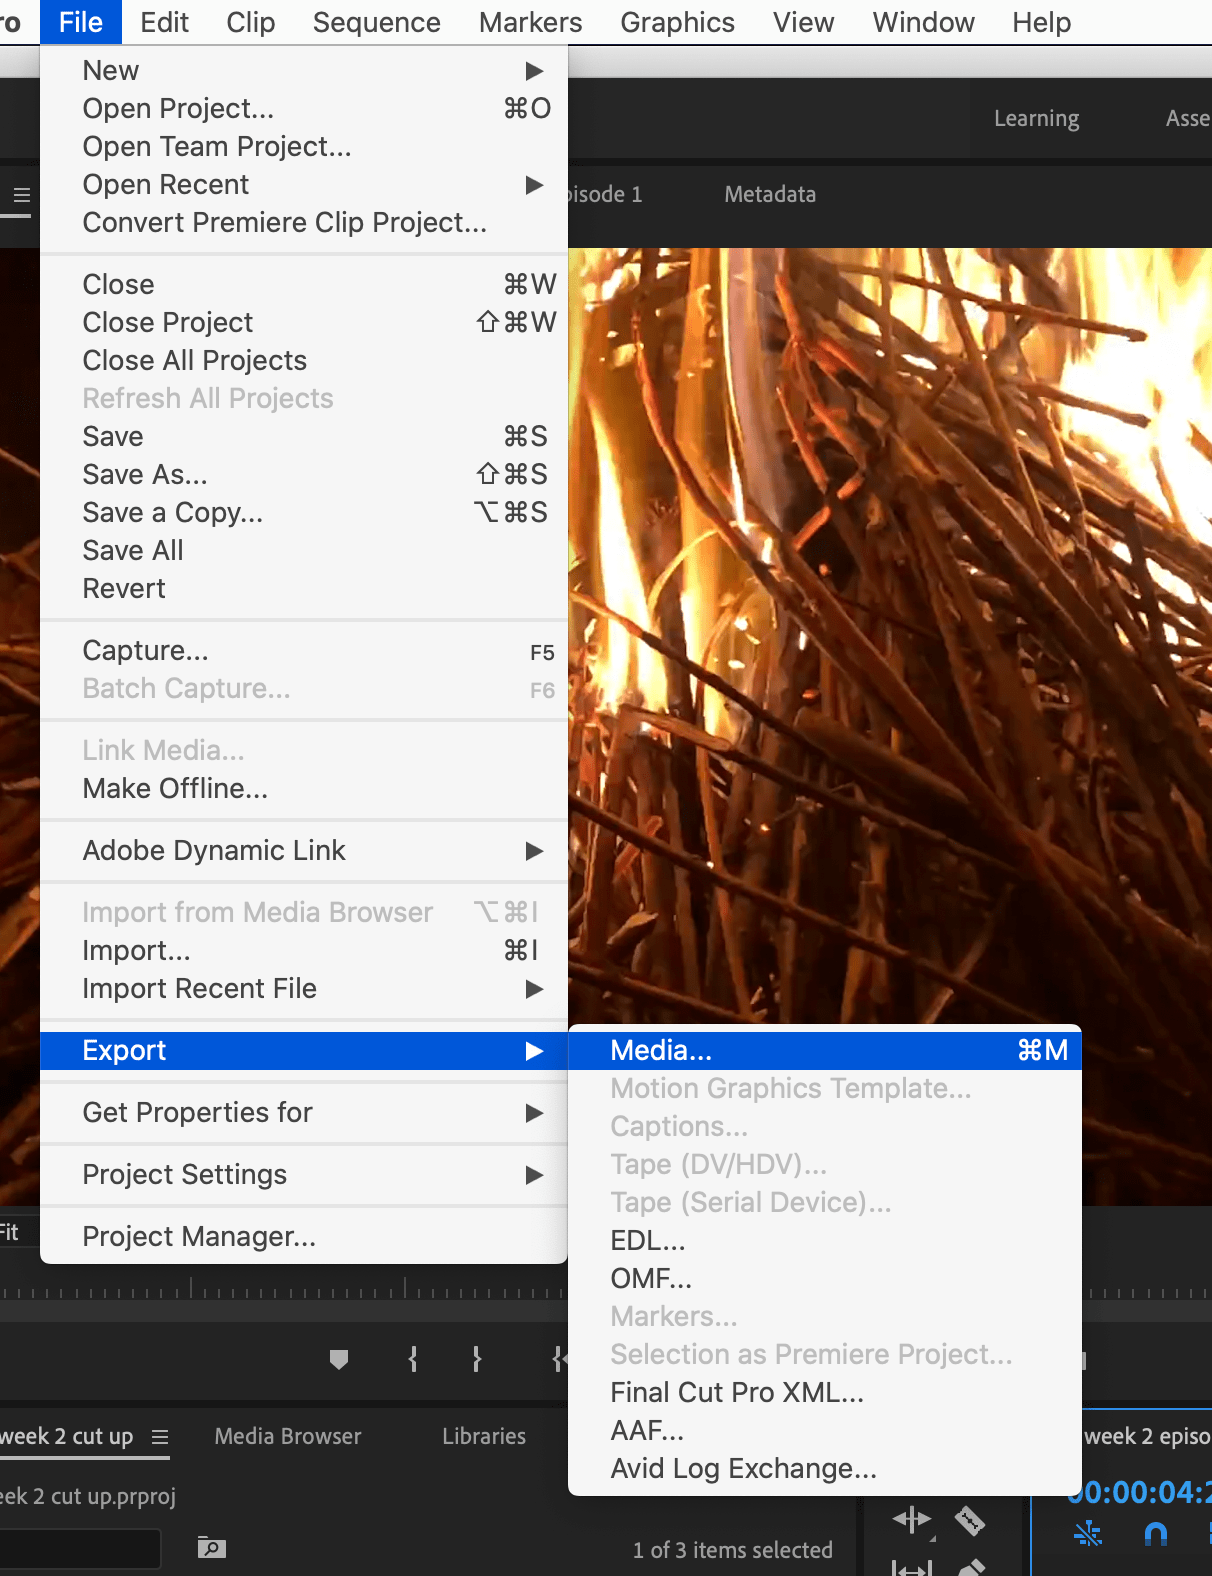 File Edit Clip Sequence Markers Graphics View Window Help
New
Open Project... ⌘O
Open Team Project...
Open Recent
Convert Premiere Clip Project...
Close ⌘W
Close Project ⇧⌘W
Close All Projects
Refresh All Projects
Save ⌘S
Save As... ⇧⌘S
Save a Copy... ⌥⌘S
Save All
Revert
Capture... F5
Batch Capture... F6
Link Media...
Make Offline...
Adobe Dynamic Link
Import from Media Browser ⌥⌘I
Import... ⌘I
Import Recent File
Export
Get Properties for
Project Settings
Project Manager...
Media... ⌘M
Motion Graphics Template...
Captions...
Tape (DV/HDV)...
Tape (Serial Device)...
EDL...
OMF...
Markers...
Selection as Premiere Project...
Final Cut Pro XML...
AAF...
Avid Log Exchange...
Learning
pisode 1 Metadata
Fit
week 2 cut up Media Browser Libraries
week 2 episo
eek 2 cut up.prproj
00:00:04:2
1 of 3 items selected